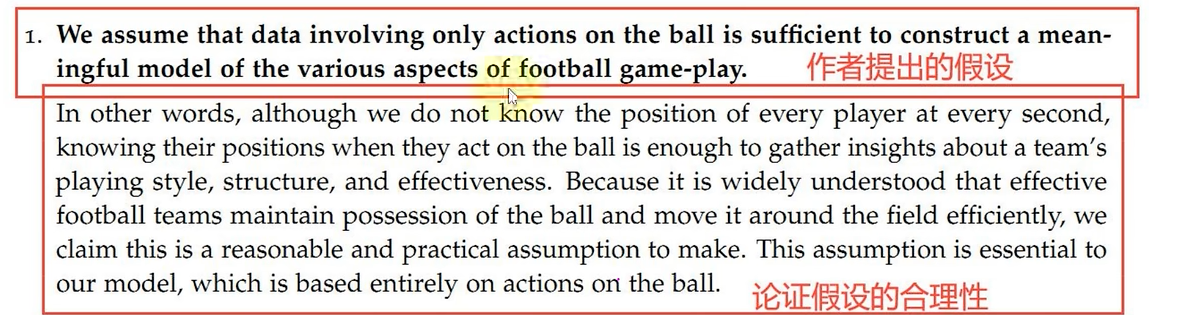 1. We assume that data involving only actions on the ball is sufficient to construct a mean-
ingful model of the various aspects of football game-play. 作者提出的假设
In other words, although we do not know the position of every player at every second,
knowing their positions when they act on the ball is enough to gather insights about a team's
playing style, structure, and effectiveness. Because it is widely understood that effective
football teams maintain possession of the ball and move it around the field efficiently, we
claim this is a reasonable and practical assumption to make. This assumption is essential to
our model, which is based entirely on actions on the ball. 论证假设的合理性